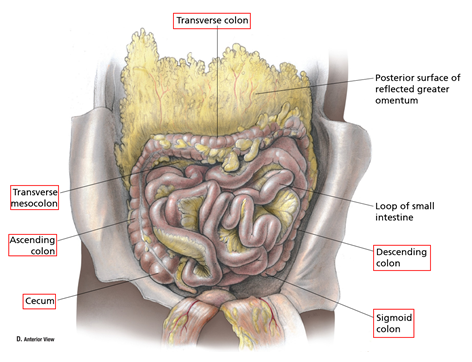 Transverse colon
Posterior surface of
reflected greater
omentum
Transverse
mesocolon
Loop of small
intestine
Ascending
colon
Descending
colon
Cecum
Sigmoid
colon
D. Anterior View